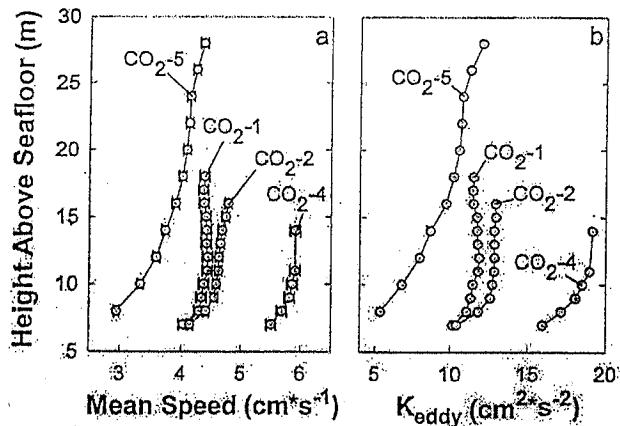 Height Above Seafloor (m)
30
25
20
15
10
5
a
CO2-5
CO2-1
CO2-2
CO2-4
3
4
5
6
Mean Speed (cm*s-1)
b
CO2-5
CO2-1
CO2-2
CO2-4
5
10
15
20
Keddy (cm2*s-2)